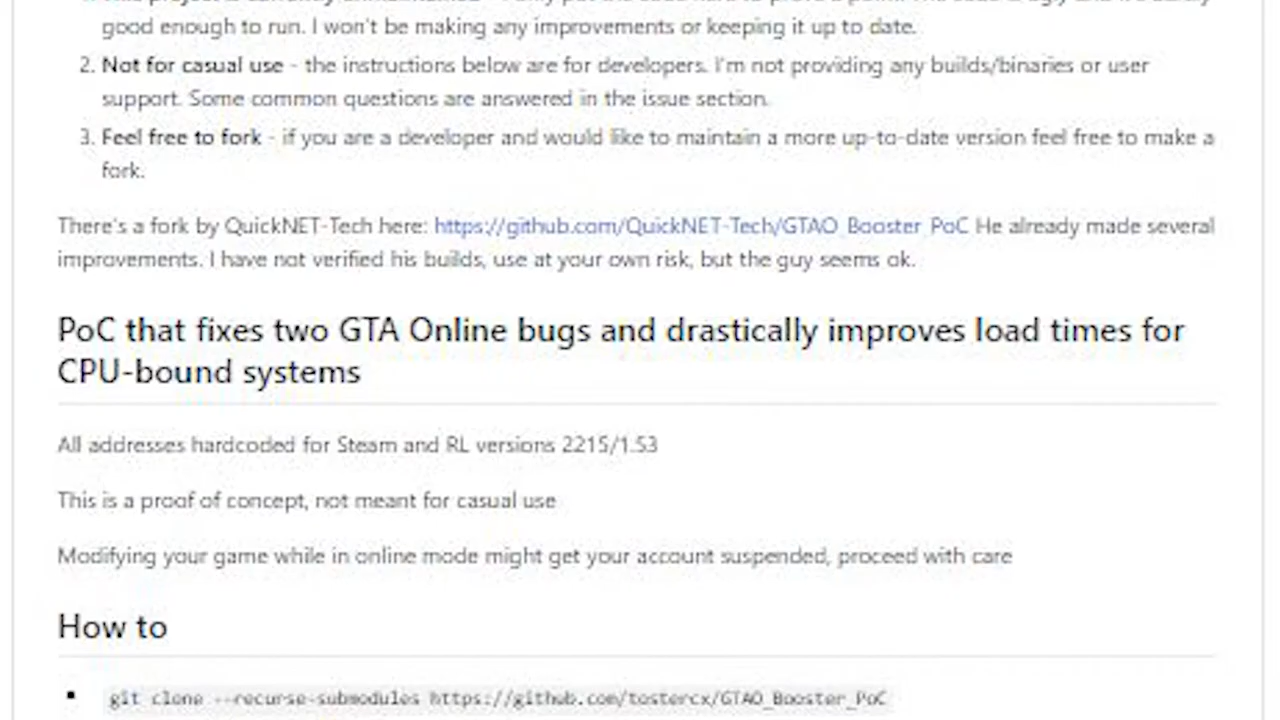 good enough to run. I won't be making any improvements or keeping it up to date.
2. Not for casual use - the instructions below are for developers. I'm not providing any builds/binaries or user
support. Some common questions are answered in the issue section.
3. Feel free to fork - if you are a developer and would like to maintain a more up-to-date version feel free to make a
fork.
There's a fork by QuickNET-Tech here: https://github.com/QuickNET-Tech/GTAO_Booster_PoC He already made several
improvements. I have not verified his builds, use at your own risk, but the guy seems ok.
PoC that fixes two GTA Online bugs and drastically improves load times for
CPU-bound systems
All addresses hardcoded for Steam and RL versions 2215/1.53
This is a proof of concept, not meant for casual use
Modifying your game while in online mode might get your account suspended, proceed with care
How to
▪ git clone --recurse-submodules https://github.com/tostercx/GTAO_Booster_PoC